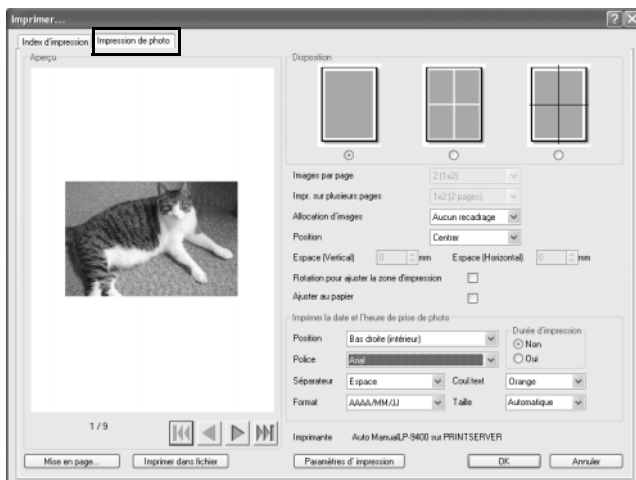 Imprimer...
Index d'impression
Impression de photo
Aperçu
1 / 9
Mise en page...
Imprimer dans fichier
Disposition
Images par page
2 (1x2)
Impr. sur plusieurs pages
1x2 (2 pages)
Allocation d'images
Aucun recadrage
Position
Centrer
Espace (Vertical)
0
mm
Espace (Horizontal)
0
mm
Rotation pour ajuster la zone d'impression
Ajuster au papier
Imprimer la date et l'heure de prise de photo
Position
Bas droite (intérieur)
Durée d'impression
Non
Oui
Police
Arial
Séparateur
Espace
Coul.text
Orange
Format
AAAA/MM/JJ
Taille
Automatique
Imprimante
Auto ManualLP-9400 sur PRINTSERVER
Paramètres d' impression
OK
Annuler